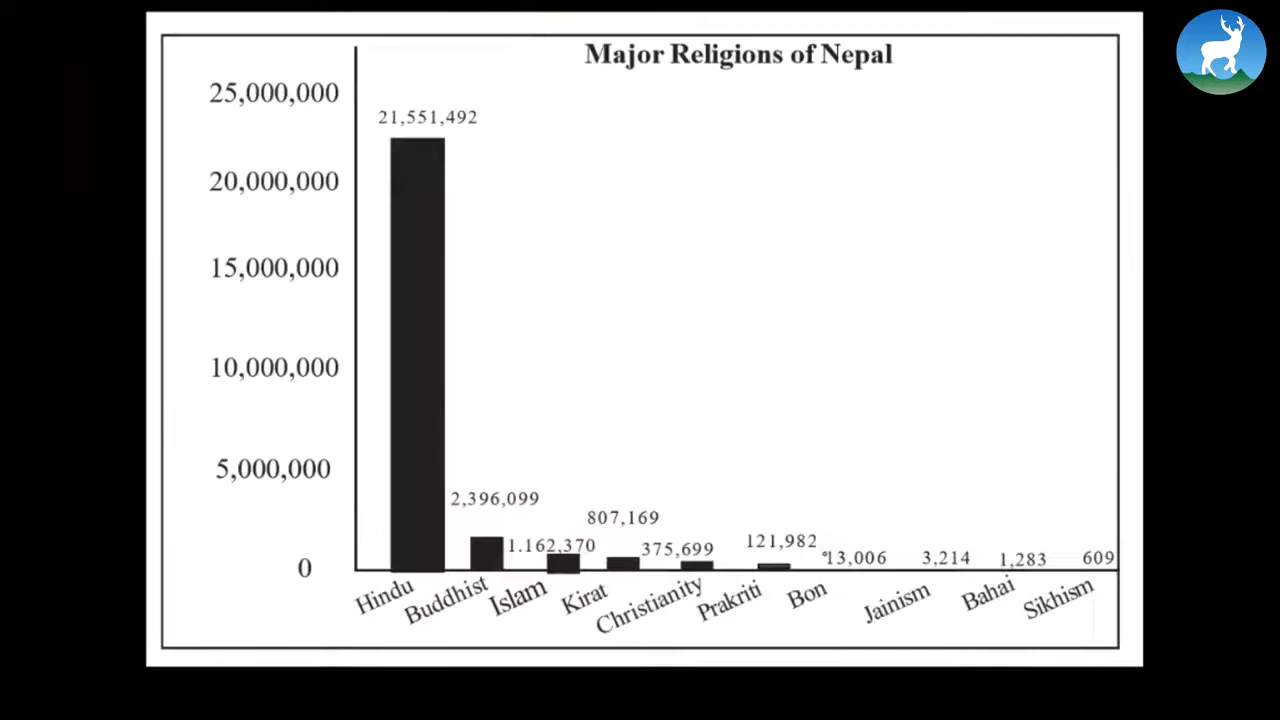 Major Religions of Nepal
25,000,000
21,551,492
20,000,000
15,000,000
10,000,000
5,000,000
2,396,099
807,169
1.162,370
375,699
121,982
13,006
3,214
1,283
609
0
Hindu
Buddhist
Islam
Kirat
Christianity
Prakriti
Bon
Jainism
Bahai
Sikhism